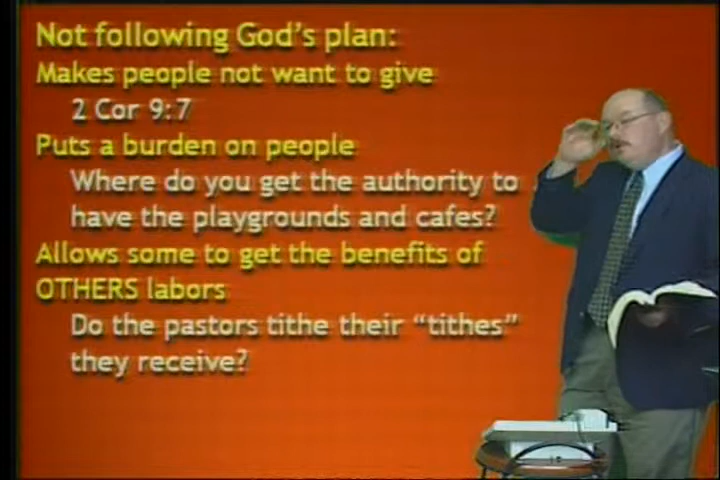 Not following God's plan:
Makes people not want to give
2 Cor 9:7
Puts a burden on people
Where do you get the authority to
have the playgrounds and cafes?
Allows some to get the benefits of
OTHERS labors
Do the pastors tithe their "tithes"
they receive?